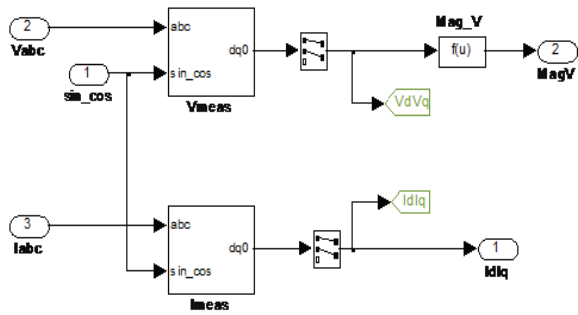 2
Vabc
1
sin_cos
abc
sin_cos
dq0
Vmeas
Mag_V
f(u)
2
MagV
VdVq
3
Iabc
abc
sin_cos
dq0
Imeas
IdIq
1
IdIq